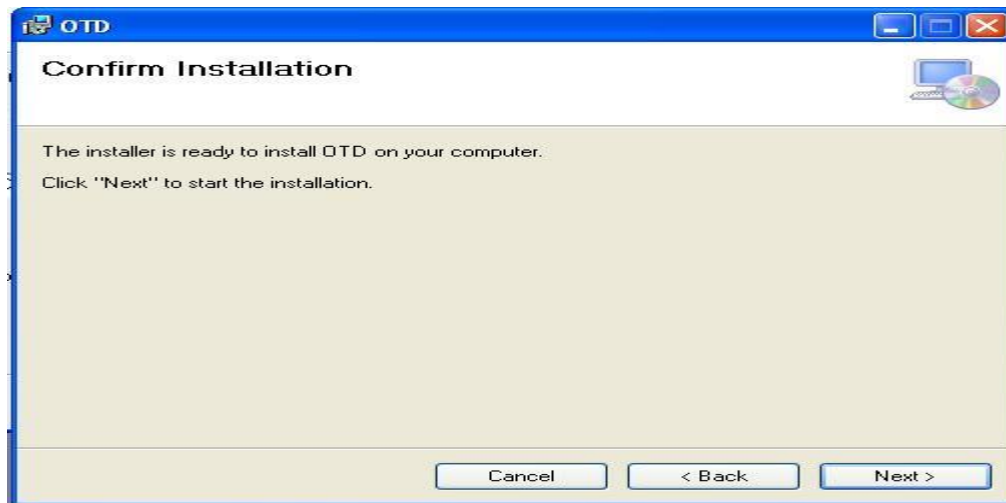 OTD
Confirm Installation
The installer is ready to install OTD on your computer.
Click "Next" to start the installation.
Cancel
< Back
Next >